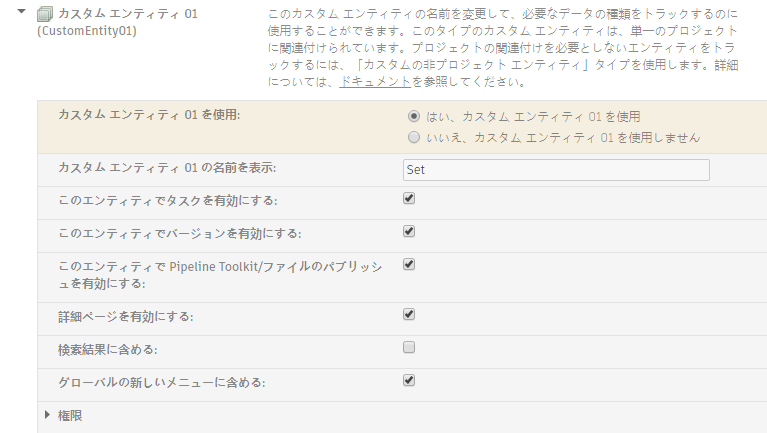 カスタム エンティティ 01
(CustomEntity01)
このカスタム エンティティの名前を変更して、必要なデータの種類をトラックするのに
使用することができます。このタイプのカスタム エンティティは、単一のプロジェクト
に関連付けられています。プロジェクトの関連付けを必要としないエンティティをトラ
ックするには、「カスタムの非プロジェクト エンティティ」タイプを使用します。詳細
については、ドキュメントを参照してください。
カスタム エンティティ 01 を使用:
はい、カスタム エンティティ 01 を使用
いいえ、カスタム エンティティ 01 を使用しません
カスタム エンティティ 01 の名前を表示:
Set
このエンティティでタスクを有効にする:
このエンティティでバージョンを有効にする:
このエンティティで Pipeline Toolkit/ファイルのパブリッシ
ュを有効にする:
詳細ページを有効にする:
検索結果に含める:
グローバルの新しいメニューに含める:
権限